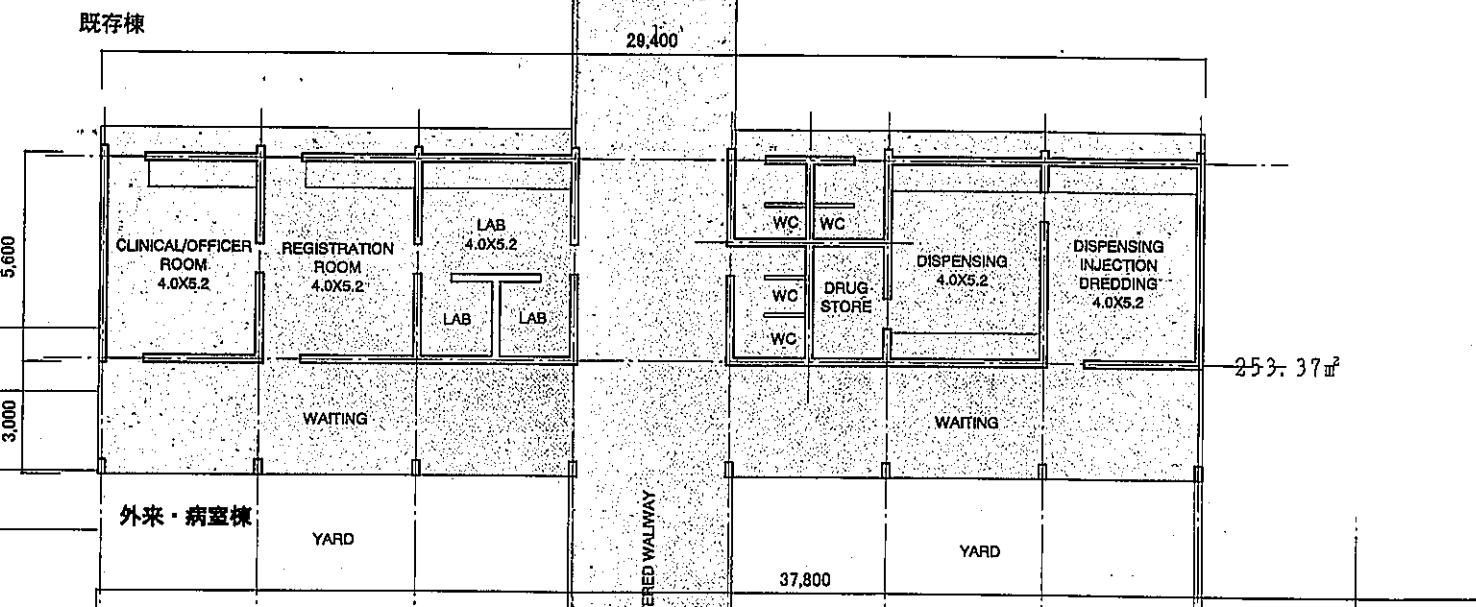 既存棟
29,400
5,600
3,000
CLINICAL/OFFICER
ROOM
4.0X5.2
REGISTRATION
ROOM
4.0X5.2
LAB
4.0X5.2
LAB
LAB
WC
WC
WC
WC
DRUG
STORE
DISPENSING
4.0X5.2
DISPENSING
INJECTION
DREDDING
4.0X5.2
253.37㎡
WAITING
WAITING
外来・病室棟
YARD
ERED WALIWAY
YARD
37,800